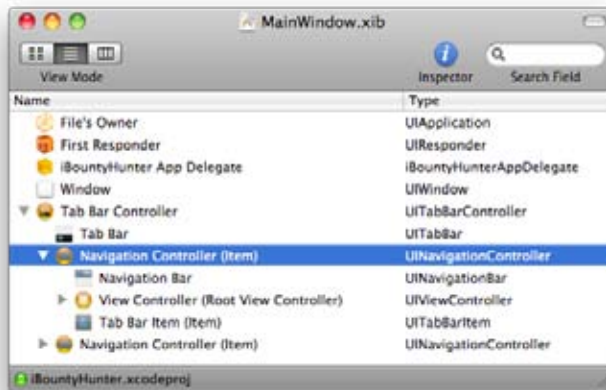 MainWindow.xib
View Mode
Inspector
Search Field
Name Type
File's Owner UIApplication
First Responder UIResponder
iBountyHunter App Delegate iBountyHunterAppDelegate
Window UIWindow
Tab Bar Controller UITabBarController
Tab Bar UITabBar
Navigation Controller (Item) UINavigationController
Navigation Bar UINavigationBar
View Controller (Root View Controller) UIViewController
Tab Bar Item (Item) UITabBarItem
Navigation Controller (Item) UINavigationController
iBountyHunter.xcodeproj